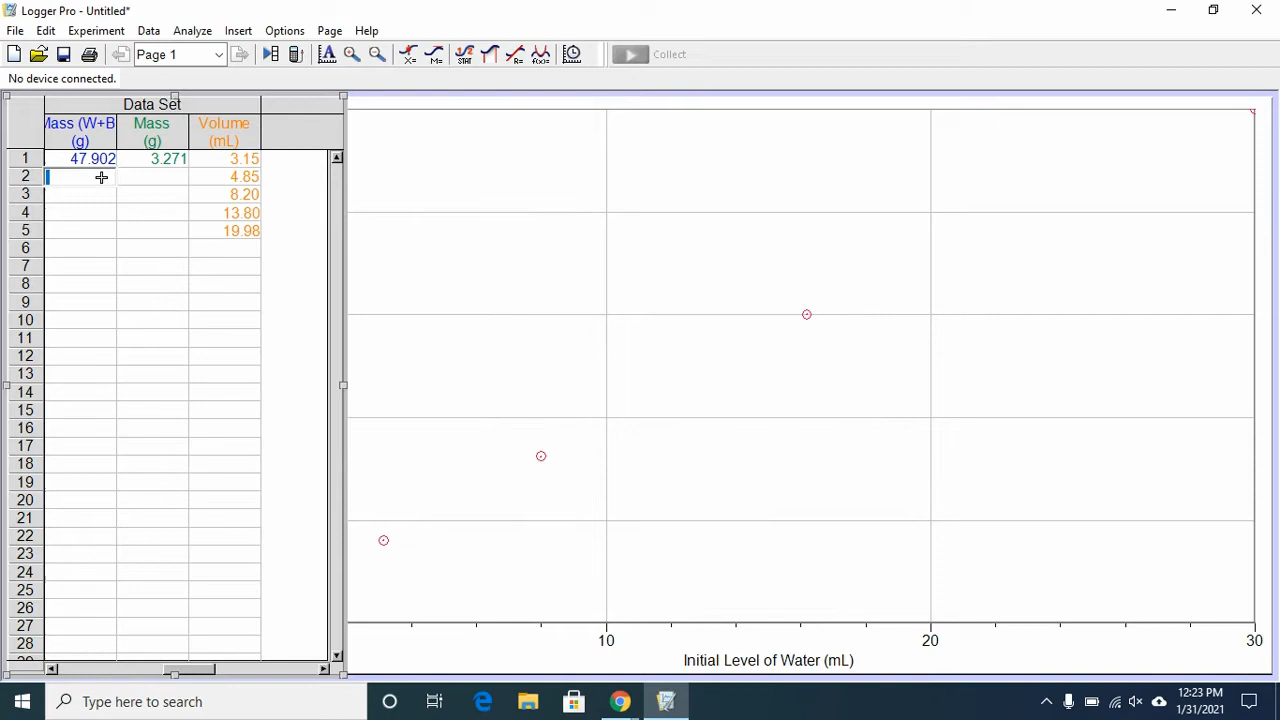 Logger Pro - Untitled*
File Edit Experiment Data Analyze Insert Options Page Help
Page 1
Collect
No device connected.
Data Set
Mass (W+B Mass Volume
(g) (g) (mL)
1 47.902 3.271 3.15
2 4.85
3 8.20
4 13.80
5 19.98
6
7
8
9
10
11
12
13
14
15
16
17
18
19
20
21
22
23
24
25
26
27
28
10 20 30
Initial Level of Water (mL)
Type here to search
12:23 PM
1/31/2021